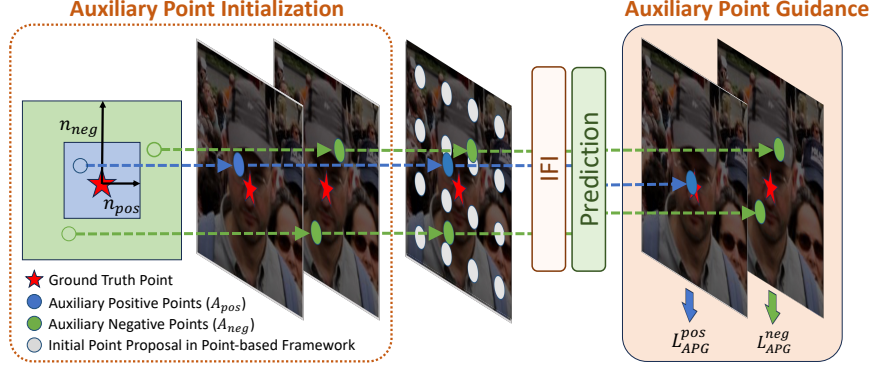 Auxiliary Point Initialization
Auxiliary Point Guidance
n_neg
n_pos
IFI
Prediction
Ground Truth Point
Auxiliary Positive Points (A_pos)
Auxiliary Negative Points (A_neg)
Initial Point Proposal in Point-based Framework
L_APG^pos
L_APG^neg